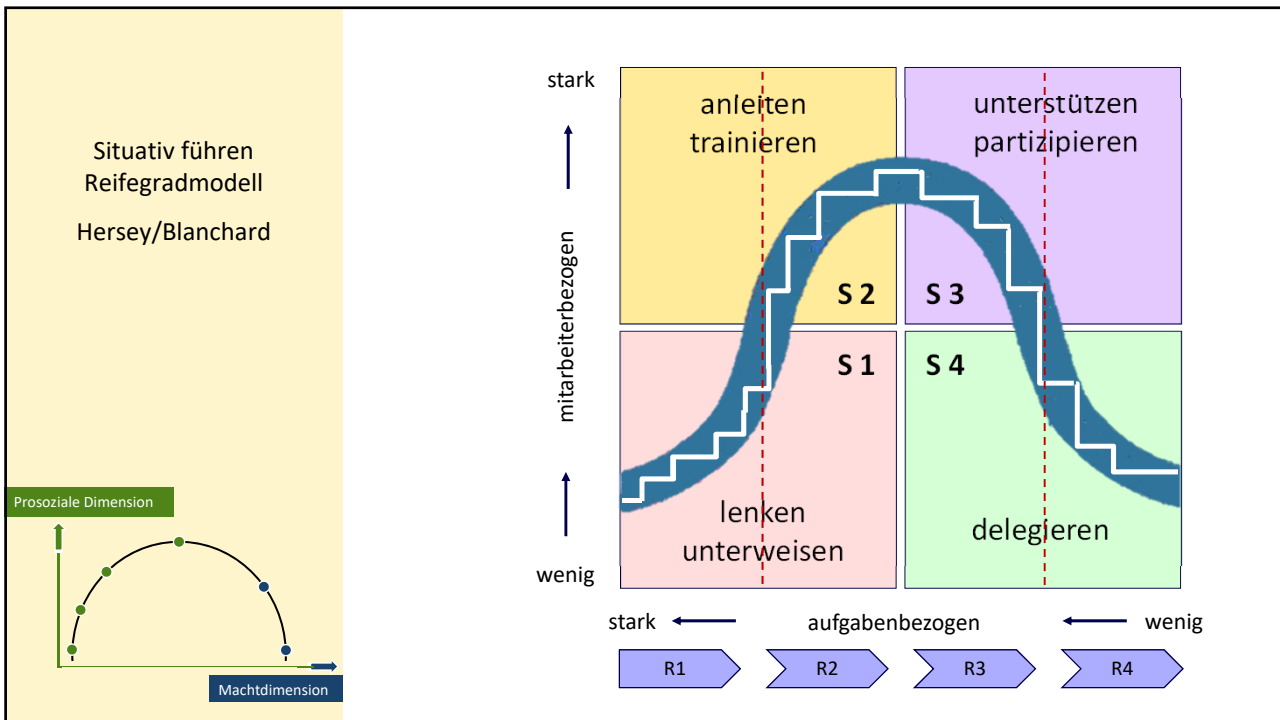 Situativ führen
Reifegradmodell
Hersey/Blanchard
Prosoziale Dimension
Machtdimension
stark
mitarbeiterbezogen
wenig
anleiten
trainieren
unterstützen
partizipieren
S 2
S 3
S 1
S 4
lenken
unterweisen
delegieren
stark
aufgabenbezogen
wenig
R1
R2
R3
R4